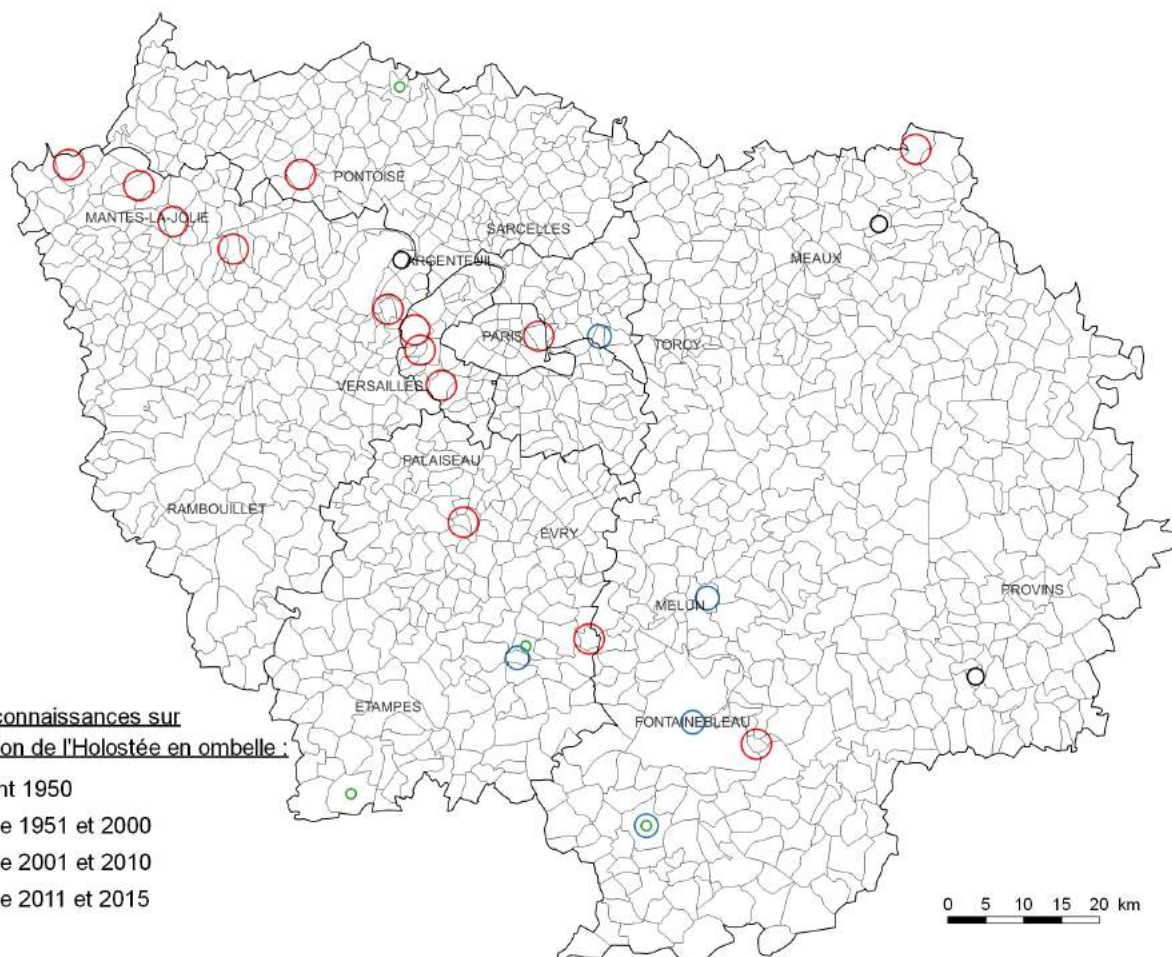 PONTOISE
MANTES-LA-JOLIE
SARCELLES
MEAUX
ARGENTEUIL
PARIS
TORCY
VERSAILLES
PALAISEAU
RAMBOUILLET
EVRY
MELUN
PROVINS
ETAMPES
FONTAINEBLEAU
connaissances sur
on de l'Holostée en ombelle :
nt 1950
e 1951 et 2000
e 2001 et 2010
e 2011 et 2015
0 5 10 15 20 km